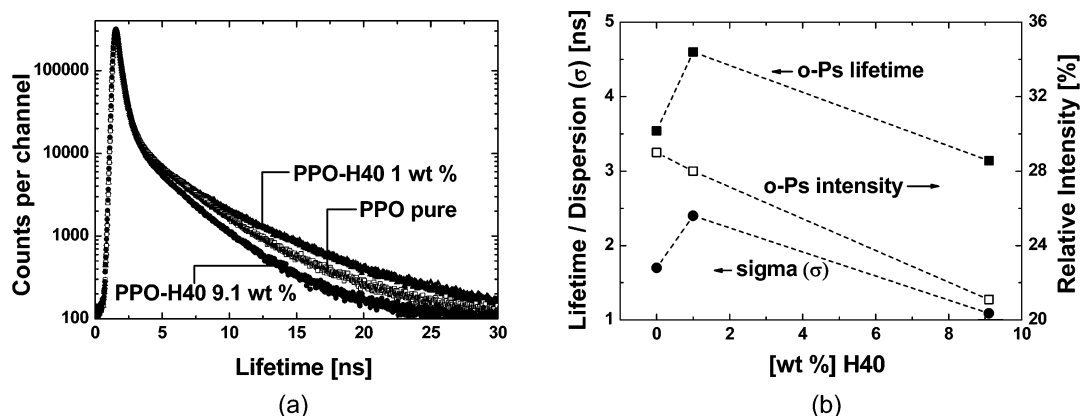 Counts per channel
100000
10000
1000
100
PPO-H40 1 wt %
PPO pure
PPO-H40 9.1 wt %
0 5 10 15 20 25 30
Lifetime [ns]
(a)
Lifetime / Dispersion (σ) [ns]
5
4
3
2
1
o-Ps lifetime
o-Ps intensity
sigma (σ)
36
32
28
24
20
Relative Intensity [%]
0 2 4 6 8 10
[wt %] H40
(b)